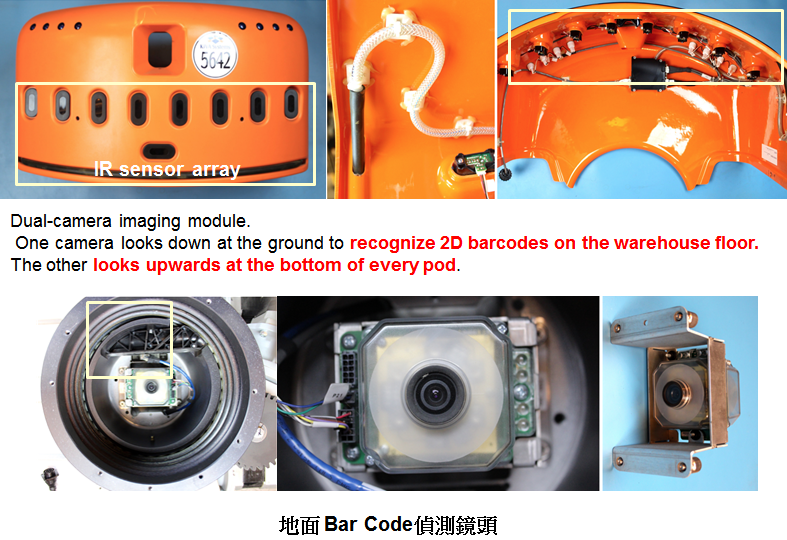 5642
IR sensor array
Dual-camera imaging module.
One camera looks down at the ground to recognize 2D barcodes on the warehouse floor.
The other looks upwards at the bottom of every pod.
地面 Bar Code偵測鏡頭